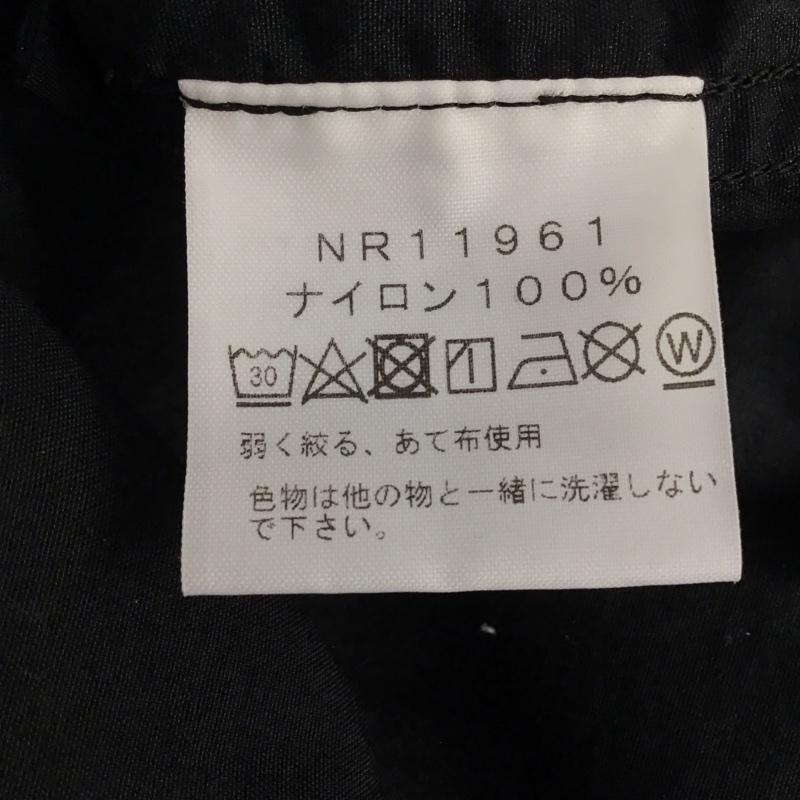 NR11961
ナイロン100%
30 W
弱く絞る、あて布使用
色物は他の物と一緒に洗濯しない
で下さい。